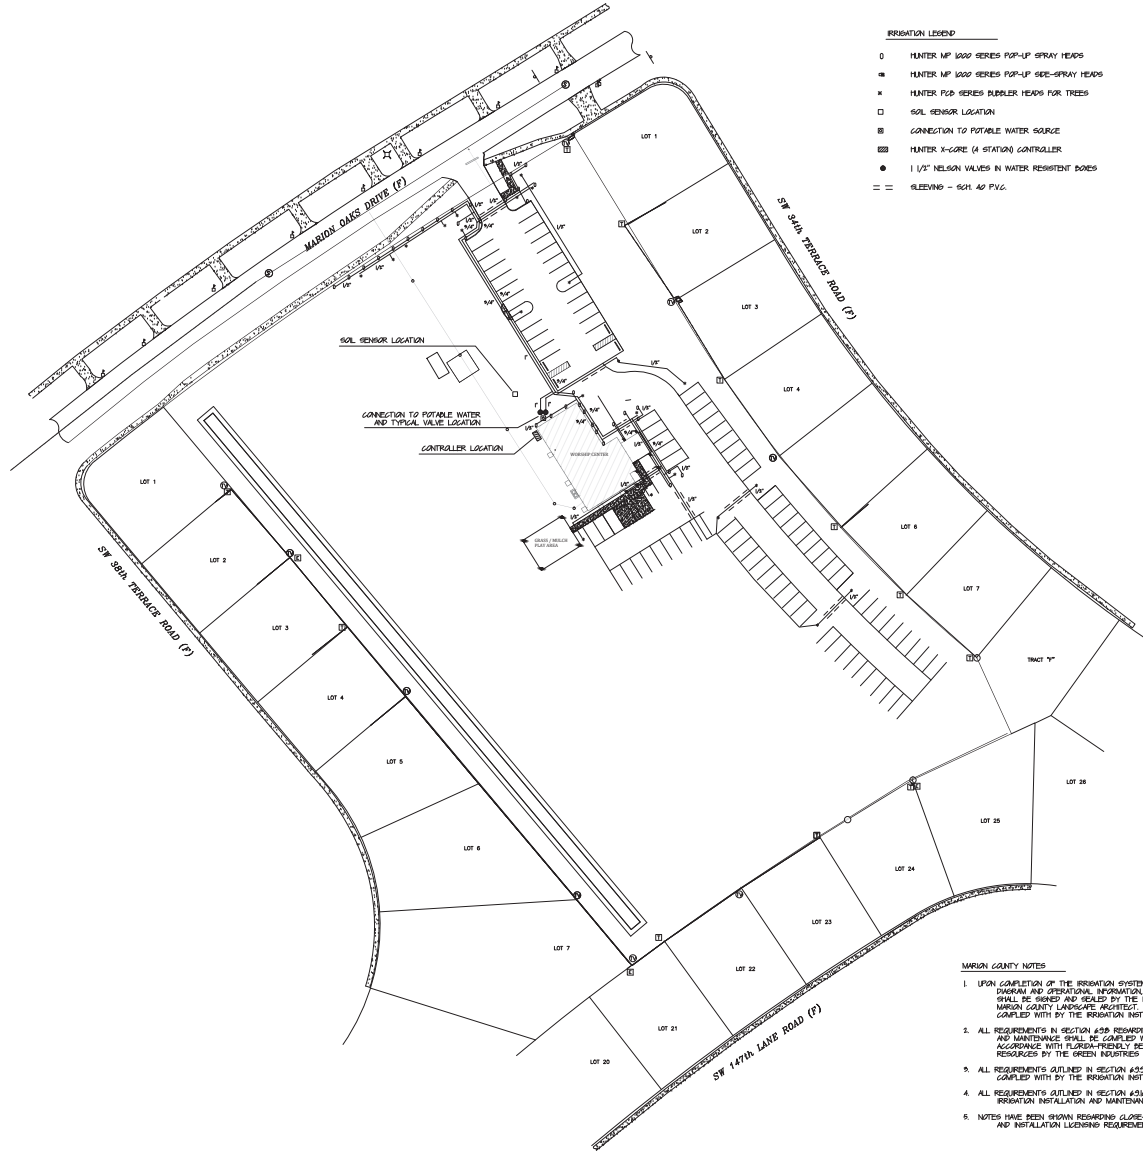 IRRIGATION LEGEND
HUNTER MP 1000 SERIES POP-UP SPRAY HEADS
HUNTER MP 1000 SERIES POP-UP SIDE-SPRAY HEADS
HUNTER PCB SERIES BUBBLER HEADS FOR TREES
SOIL SENSOR LOCATION
CONNECTION TO POTABLE WATER SOURCE
HUNTER X-CORE (4 STATION) CONTROLLER
1 1/2" NELSON VALVES IN WATER RESISTENT BOXES
SLEEVING - SCH. 40 P.V.C.
MARION OAKS DRIVE (F)
SW 34th TERRACE ROAD (F)
LOT 1
LOT 2
LOT 3
LOT 4
LOT 6
LOT 7
TRACT "F"
SOIL SENSOR LOCATION
CONNECTION TO POTABLE WATER
AND TYPICAL VALVE LOCATION
CONTROLLER LOCATION
WORSHIP CENTER
GRASS / MULCH
PLAY AREA
SW 38th TERRACE ROAD (F)
LOT 1
LOT 2
LOT 3
LOT 4
LOT 5
LOT 6
LOT 7
LOT 20
LOT 21
LOT 22
LOT 23
LOT 24
LOT 25
LOT 26
SW 147th LANE ROAD (F)
MARION COUNTY NOTES
1. UPON COMPLETION OF THE IRRIGATION SYSTEM
DIAGRAM AND OPERATIONAL INFORMATION,
SHALL BE SIGNED AND SEALED BY THE
MARION COUNTY LANDSCAPE ARCHITECT.
COMPLIED WITH BY THE IRRIGATION INST
2. ALL REQUIREMENTS IN SECTION 6.9.8 REGARDI
AND MAINTENANCE SHALL BE COMPLIED W
ACCORDANCE WITH FLORIDA-FRIENDLY BE
RESOURCES BY THE GREEN INDUSTRIES
3. ALL REQUIREMENTS OUTLINED IN SECTION
COMPLIED WITH BY THE IRRIGATION INST
4. ALL REQUIREMENTS OUTLINED IN SECTION
IRRIGATION INSTALLATION AND MAINTENAN
5. NOTES HAVE BEEN SHOWN REGARDING CLOSE-
AND INSTALLATION LICENSING REQUIREME